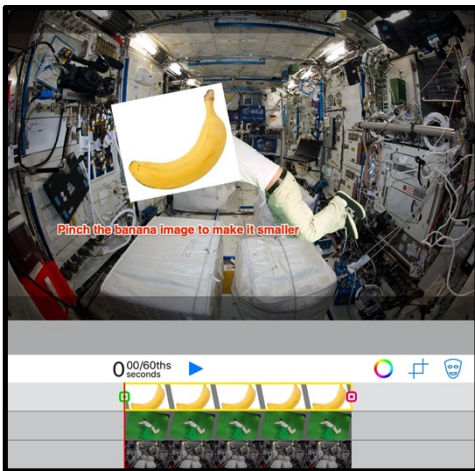 Pinch the banana image to make it smaller
0 00/60ths
seconds